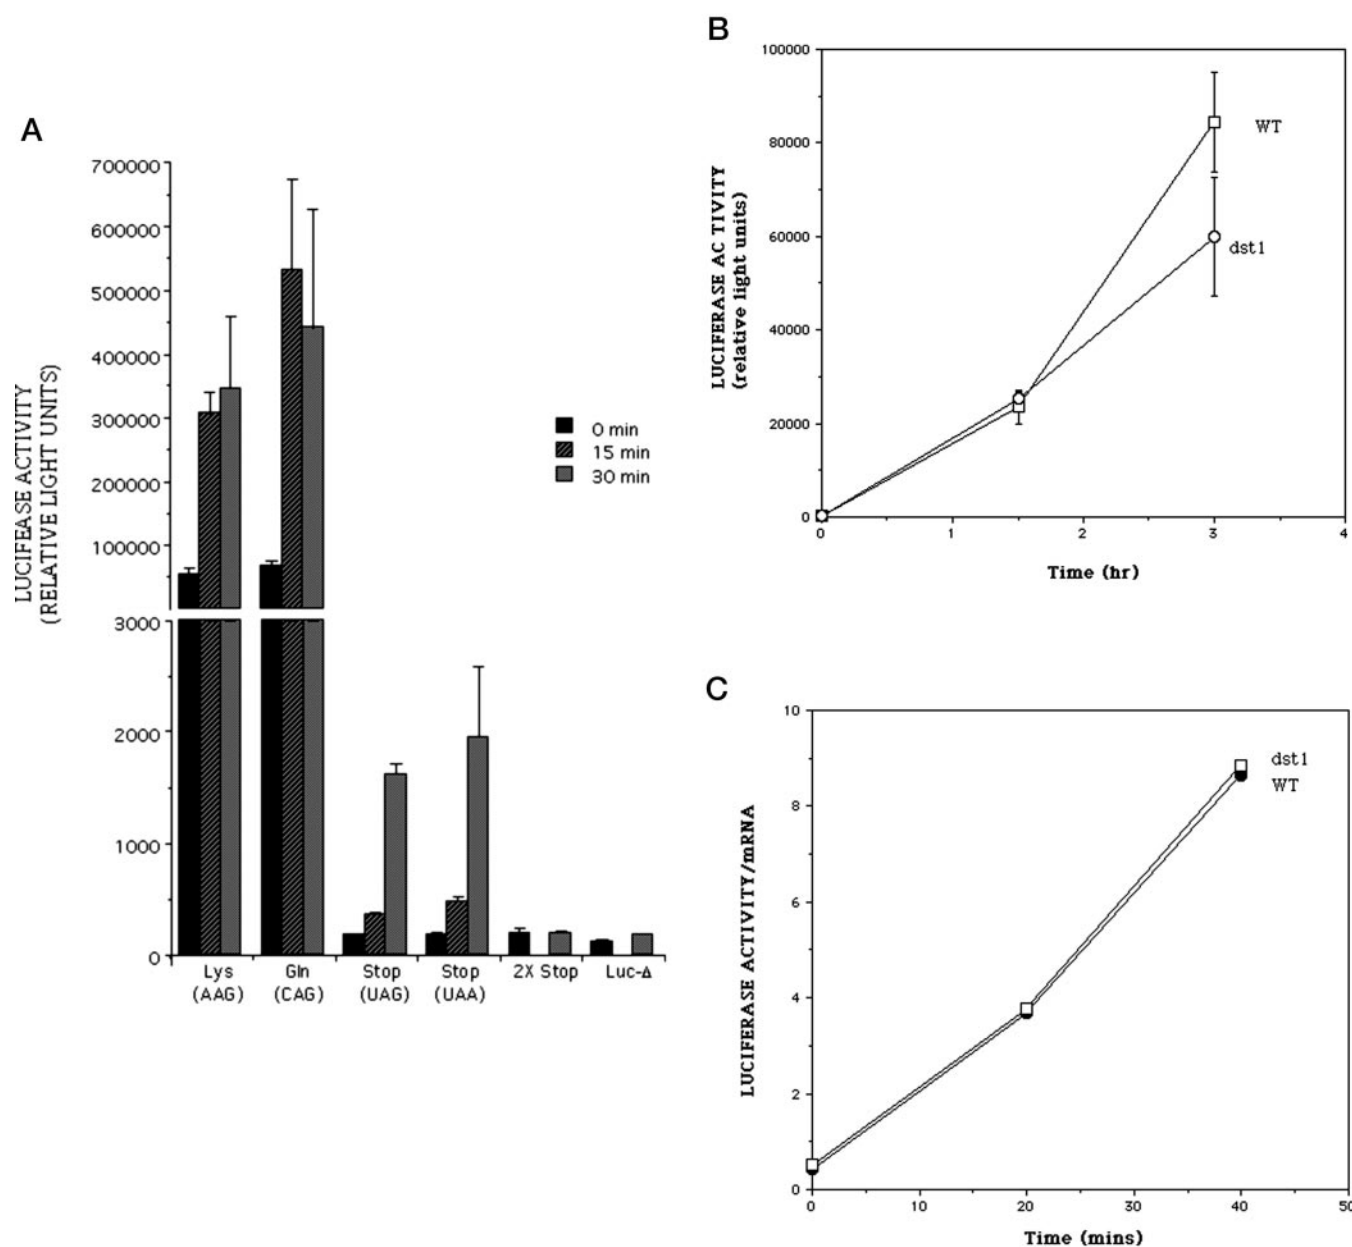 A
LUCIFEASE ACTIVITY
(RELATIVE LIGHT UNITS)
700000
600000
500000
400000
300000
200000
100000
3000
2000
1000
0
0 min
15 min
30 min
Lys Gln Stop Stop 2X Stop Luc-Δ
(AAG) (CAG) (UAG) (UAA)
B
LUCIFERASE AC TIVITY
(relative light units)
100000
80000
60000
40000
20000
0
WT
dst1
0 1 2 3 4
Time (hr)
C
LUCIFERASE ACTIVITY/mRNA
10
8
6
4
2
0
dst1
WT
0 10 20 30 40 50
Time (mins)